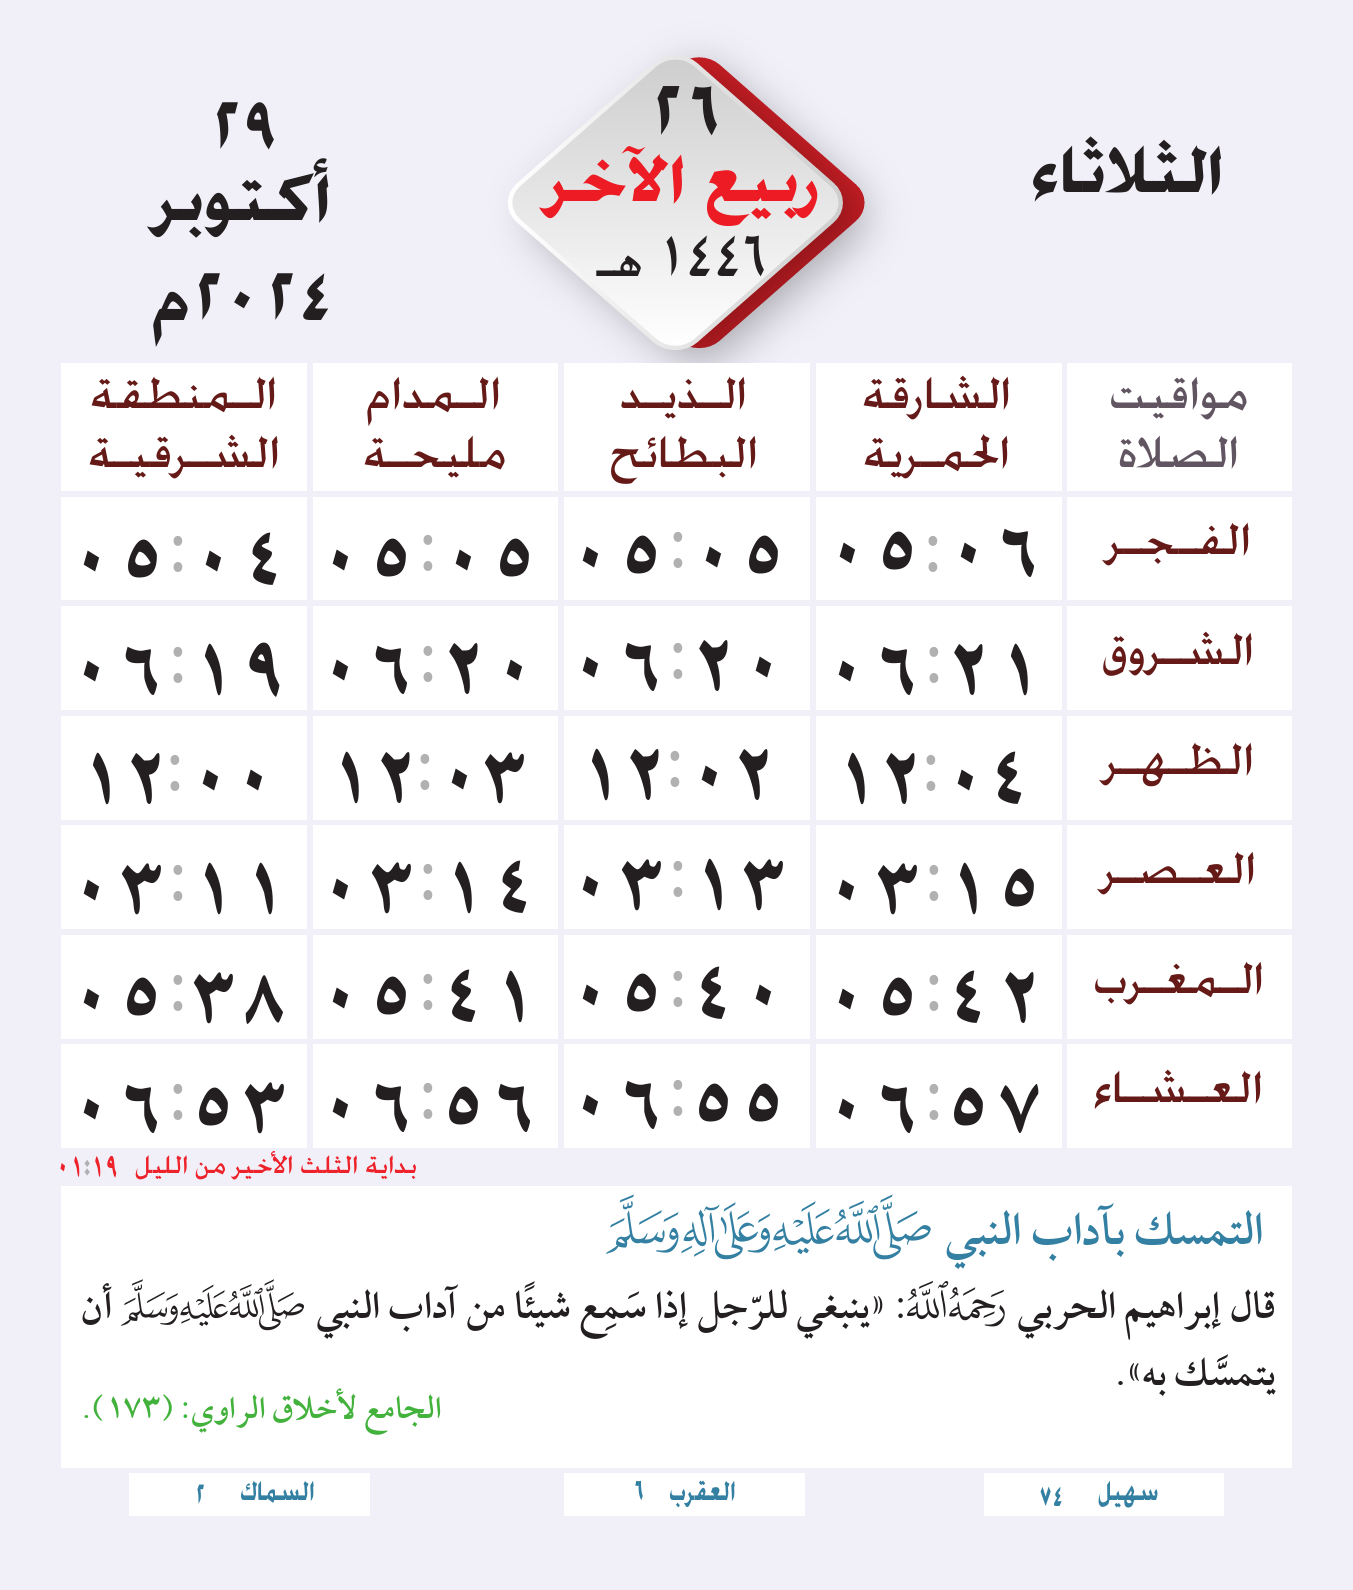 الثلاثاء
٢٦
ربيع الآخر
١٤٤٦ هـ
٢٩
أكتوبر
٢٠٢٤م
مواقيت الصلاة
الشارقة الحمرية
الذيد البطائح
المدام مليحة
المنطقة الشرقية
الفجر ٠٥:٠٦ ٠٥:٠٥ ٠٥:٠٥ ٠٥:٠٤
الشروق ٠٦:٢١ ٠٦:٢٠ ٠٦:٢٠ ٠٦:١٩
الظهر ١٢:٠٤ ١٢:٠٢ ١٢:٠٣ ١٢:٠٠
العصر ٠٣:١٥ ٠٣:١٣ ٠٣:١٤ ٠٣:١١
المغرب ٠٥:٤٢ ٠٥:٤٠ ٠٥:٤١ ٠٥:٣٨
العشاء ٠٦:٥٧ ٠٦:٥٥ ٠٦:٥٦ ٠٦:٥٣
بداية الثلث الأخير من الليل ٠١:١٩
التمسك بآداب النبي صَلَّى اللَّهُ عَلَيْهِ وَعَلَىٰ آلِهِ وَسَلَّمَ
قال إبراهيم الحربي رَحِمَهُ اللَّهُ: «ينبغي للرّجل إذا سَمِع شيئًا من آداب النبي صَلَّى اللَّهُ عَلَيْهِ وَسَلَّمَ أن
يتمسَّك به».
الجامع لأخلاق الراوي: (١٧٣).
سهيل ٧٤
العقرب ٦
السماك ٢